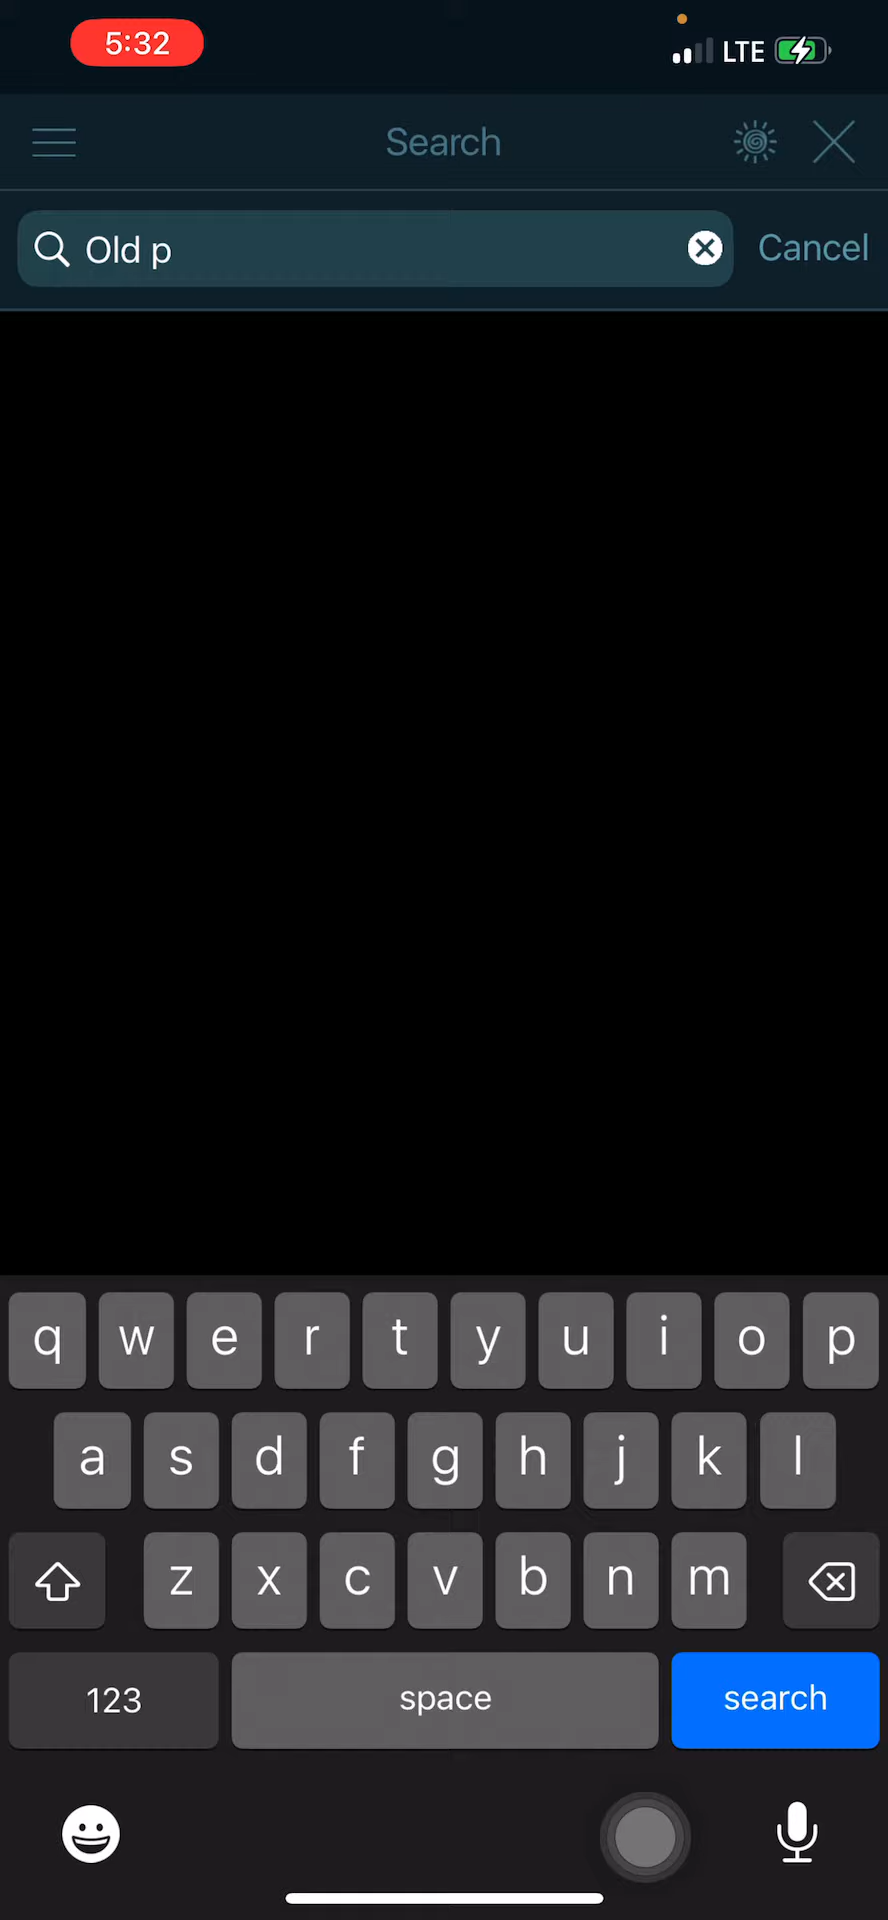 5:32
LTE
Search
Old p
Cancel
q w e r t y u i o p
a s d f g h j k l
z x c v b n m
123 space search